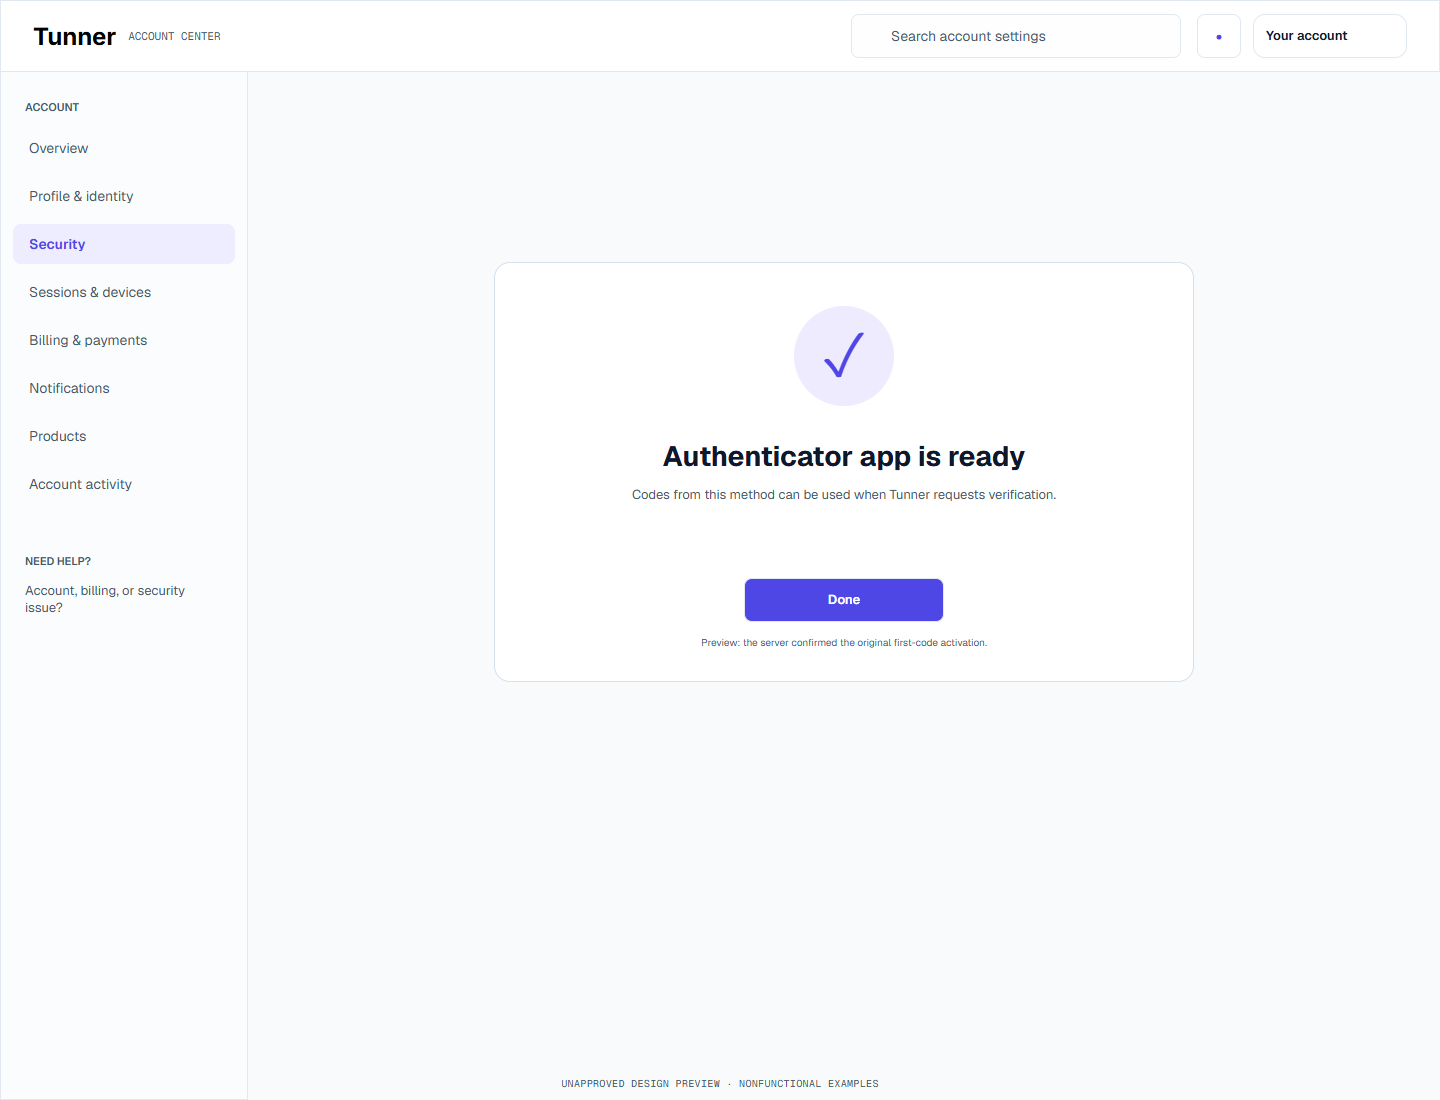 Tunner ACCOUNT CENTER
Search account settings
Your account
ACCOUNT
Overview
Profile & identity
Security
Sessions & devices
Billing & payments
Notifications
Products
Account activity
NEED HELP?
Account, billing, or security
issue?
Authenticator app is ready
Codes from this method can be used when Tunner requests verification.
Done
Preview: the server confirmed the original first-code activation.
UNAPPROVED DESIGN PREVIEW · NONFUNCTIONAL EXAMPLES